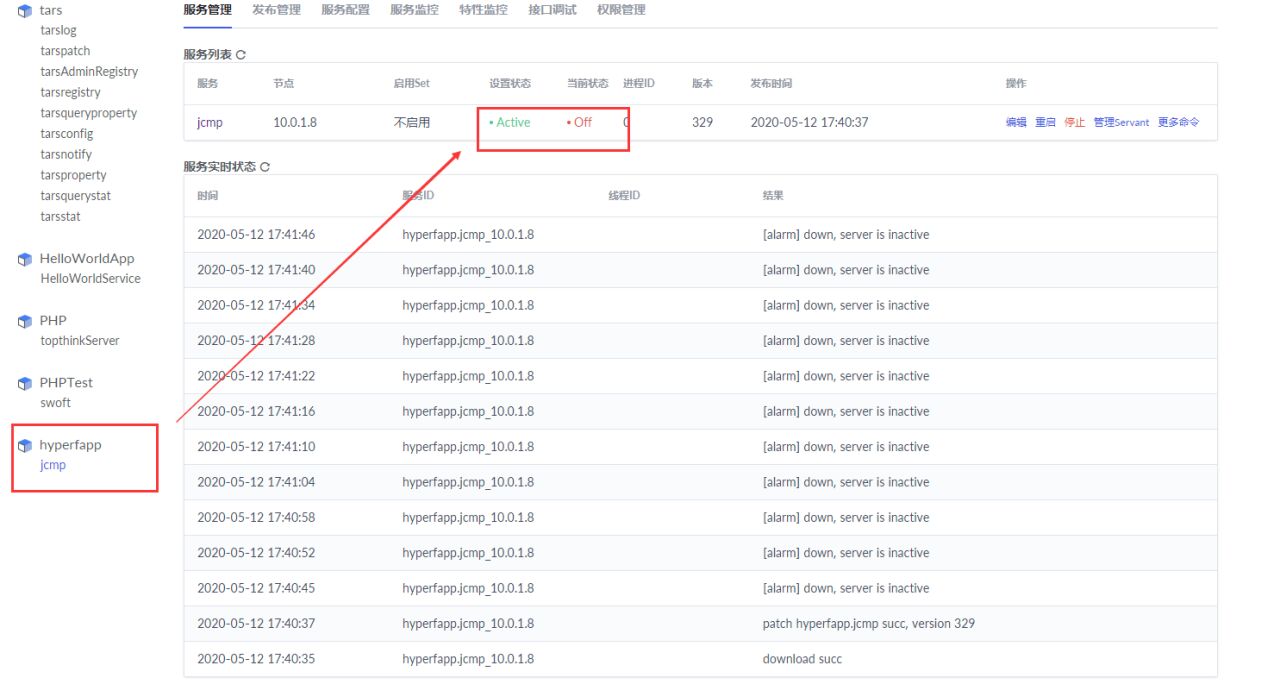 tars
tarslog
tarspatch
tarsAdminRegistry
tarsregistry
tarsqueryproperty
tarsconfig
tarsnotify
tarsproperty
tarsquerystat
tarsstat
HelloWorldApp
HelloWorldService
PHP
topthinkServer
PHPTest
swoft
hyperfapp
jcmp
服务管理 发布管理 服务配置 服务监控 特性监控 接口调试 权限管理
服务列表
服务 节点 启用Set 设置状态 当前状态 进程ID 版本 发布时间 操作
jcmp 10.0.1.8 不启用 • Active • Off 0 329 2020-05-12 17:40:37 编辑 重启 停止 管理Servant 更多命令
服务实时状态
时间 服务ID 线程ID 结果
2020-05-12 17:41:46 hyperfapp.jcmp_10.0.1.8 [alarm] down, server is inactive
2020-05-12 17:41:40 hyperfapp.jcmp_10.0.1.8 [alarm] down, server is inactive
2020-05-12 17:41:34 hyperfapp.jcmp_10.0.1.8 [alarm] down, server is inactive
2020-05-12 17:41:28 hyperfapp.jcmp_10.0.1.8 [alarm] down, server is inactive
2020-05-12 17:41:22 hyperfapp.jcmp_10.0.1.8 [alarm] down, server is inactive
2020-05-12 17:41:16 hyperfapp.jcmp_10.0.1.8 [alarm] down, server is inactive
2020-05-12 17:41:10 hyperfapp.jcmp_10.0.1.8 [alarm] down, server is inactive
2020-05-12 17:41:04 hyperfapp.jcmp_10.0.1.8 [alarm] down, server is inactive
2020-05-12 17:40:58 hyperfapp.jcmp_10.0.1.8 [alarm] down, server is inactive
2020-05-12 17:40:52 hyperfapp.jcmp_10.0.1.8 [alarm] down, server is inactive
2020-05-12 17:40:45 hyperfapp.jcmp_10.0.1.8 [alarm] down, server is inactive
2020-05-12 17:40:37 hyperfapp.jcmp_10.0.1.8 patch hyperfapp.jcmp succ, version 329
2020-05-12 17:40:35 hyperfapp.jcmp_10.0.1.8 download succ